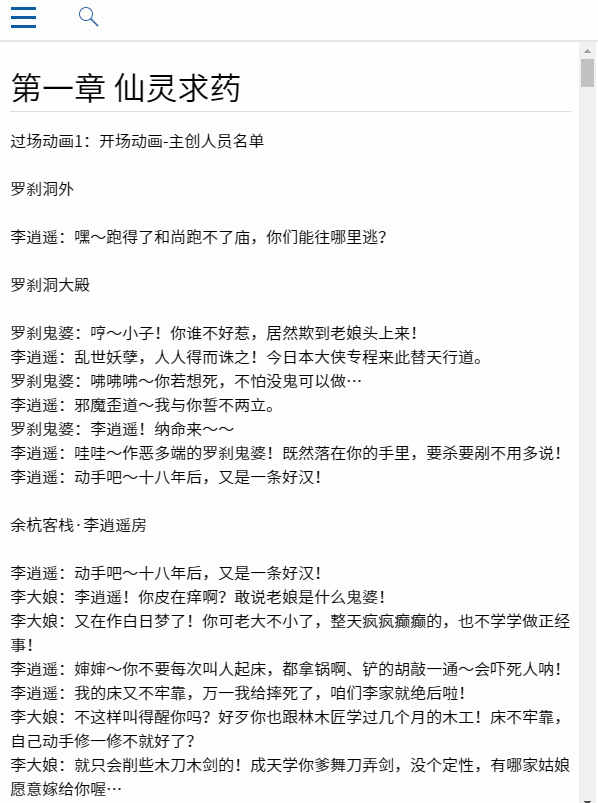 第一章 仙灵求药
过场动画1：开场动画-主创人员名单
罗刹洞外
李逍遥：嘿～跑得了和尚跑不了庙，你们能往哪里逃？
罗刹洞大殿
罗刹鬼婆：哼～小子！你谁不好惹，居然欺到老娘头上来！
李逍遥：乱世妖孽，人人得而诛之！今日本大侠专程来此替天行道。
罗刹鬼婆：咈咈咈～你若想死，不怕没鬼可以做…
李逍遥：邪魔歪道～我与你誓不两立。
罗刹鬼婆：李逍遥！纳命来～～
李逍遥：哇哇～作恶多端的罗刹鬼婆！既然落在你的手里，要杀要剐不用多说！
李逍遥：动手吧～十八年后，又是一条好汉！
余杭客栈·李逍遥房
李逍遥：动手吧～十八年后，又是一条好汉！
李大娘：李逍遥！你皮在痒啊？敢说老娘是什么鬼婆！
李大娘：又在作白日梦了！你可老大不小了，整天疯疯癫癫的，也不学学做正经
事！
李逍遥：婶婶～你不要每次叫人起床，都拿锅啊、铲的胡敲一通～会吓死人呐！
李逍遥：我的床又不牢靠，万一我给摔死了，咱们李家就绝后啦！
李大娘：不这样叫得醒你吗？好歹你也跟林木匠学过几个月的木工！床不牢靠，
自己动手修一修不就好了？
李大娘：就只会削些木刀木剑的！成天学你爹舞刀弄剑，没个定性，有哪家姑娘
愿意嫁给你喔…